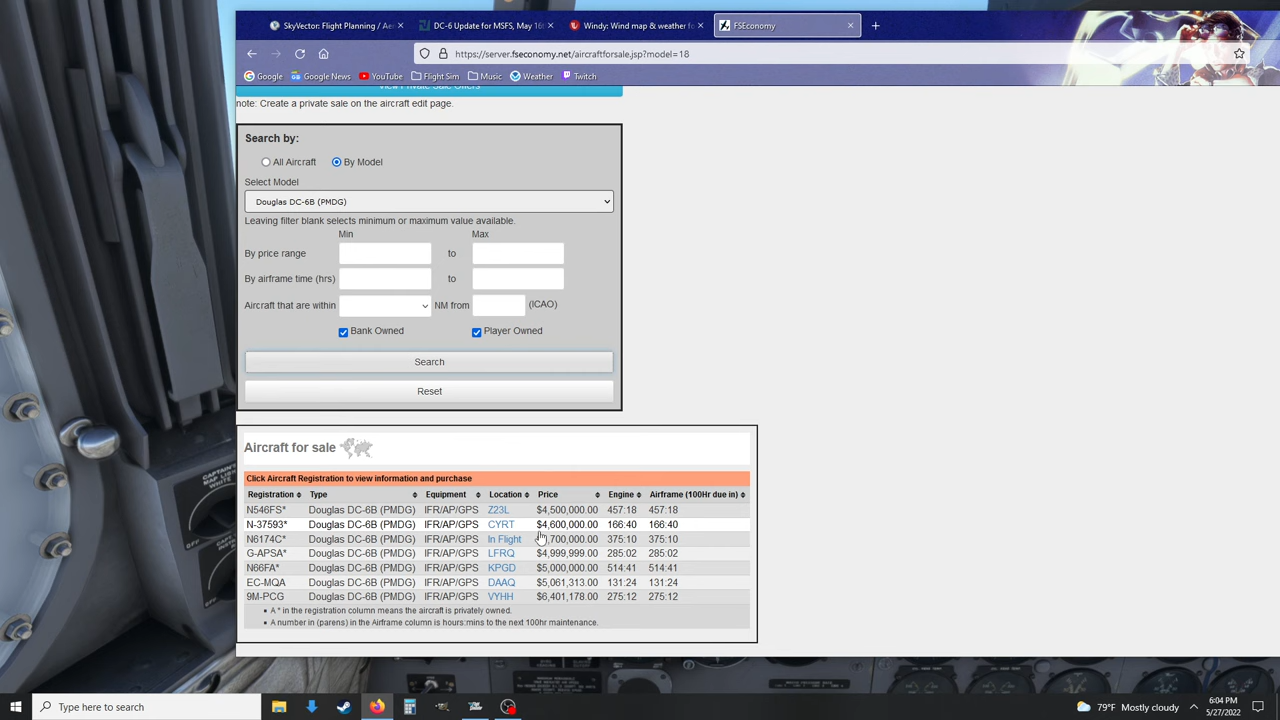 SkyVector: Flight Planning / Ae
DC-6 Update for MSFS, May 16t
Windy: Wind map & weather fo
FSEconomy
https://server.fseconomy.net/aircraftforsale.jsp?model=18
Google
Google News
YouTube
Flight Sim
Music
Weather
Twitch
View Private Sale Offers
note: Create a private sale on the aircraft edit page.
Search by:
All Aircraft By Model
Select Model
Douglas DC-6B (PMDG)
Leaving filter blank selects minimum or maximum value available.
Min Max
By price range to
By airframe time (hrs) to
Aircraft that are within NM from (ICAO)
Bank Owned Player Owned
Search
Reset
Aircraft for sale
Click Aircraft Registration to view information and purchase
Registration Type Equipment Location Price Engine Airframe (100Hr due in)
N546FS* Douglas DC-6B (PMDG) IFR/AP/GPS Z23L $4,500,000.00 457:18 457:18
N-37593* Douglas DC-6B (PMDG) IFR/AP/GPS CYRT $4,600,000.00 166:40 166:40
N6174C* Douglas DC-6B (PMDG) IFR/AP/GPS In Flight ,700,000.00 375:10 375:10
G-APSA* Douglas DC-6B (PMDG) IFR/AP/GPS LFRQ $4,999,999.00 285:02 285:02
N66FA* Douglas DC-6B (PMDG) IFR/AP/GPS KPGD $5,000,000.00 514:41 514:41
EC-MQA Douglas DC-6B (PMDG) IFR/AP/GPS DAAQ $5,061,313.00 131:24 131:24
9M-PCG Douglas DC-6B (PMDG) IFR/AP/GPS VYHH $6,401,178.00 275:12 275:12
A * in the registration column means the aircraft is privately owned.
A number in (parens) in the Airframe column is hours:mins to the next 100hr maintenance.
Type here to search
79°F Mostly cloudy
6:04 PM
5/27/2022